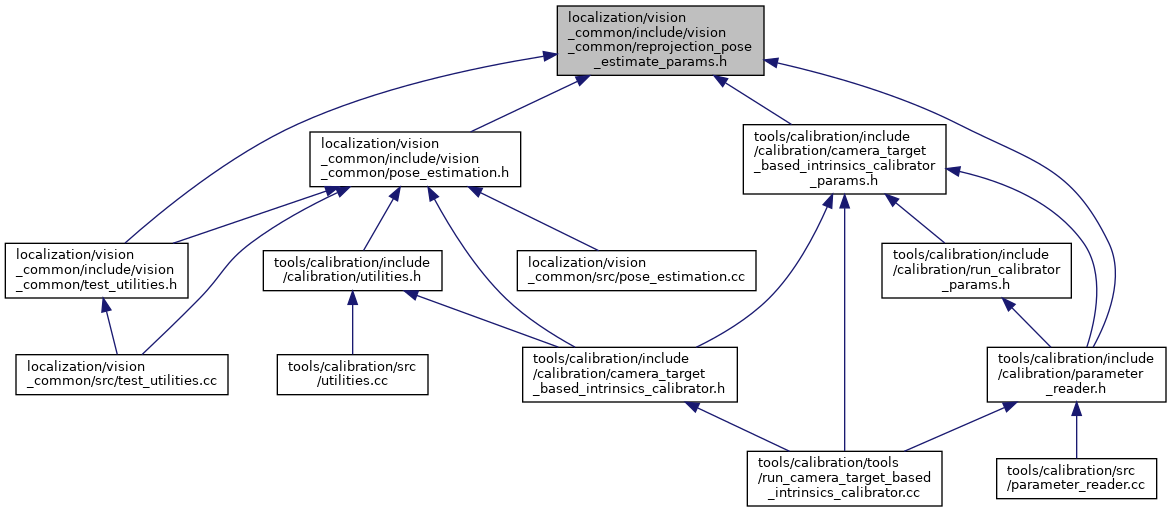 localization/vision
_common/include/vision
_common/reprojection_pose
_estimate_params.h
localization/vision
_common/include/vision
_common/pose_estimation.h
tools/calibration/include
/calibration/camera_target
_based_intrinsics_calibrator
_params.h
localization/vision
_common/include/vision
_common/test_utilities.h
tools/calibration/include
/calibration/utilities.h
localization/vision
_common/src/pose_estimation.cc
tools/calibration/include
/calibration/run_calibrator
_params.h
localization/vision
_common/src/test_utilities.cc
tools/calibration/src
/utilities.cc
tools/calibration/include
/calibration/camera_target
_based_intrinsics_calibrator.h
tools/calibration/include
/calibration/parameter
_reader.h
tools/calibration/tools
/run_camera_target_based
_intrinsics_calibrator.cc
tools/calibration/src
/parameter_reader.cc